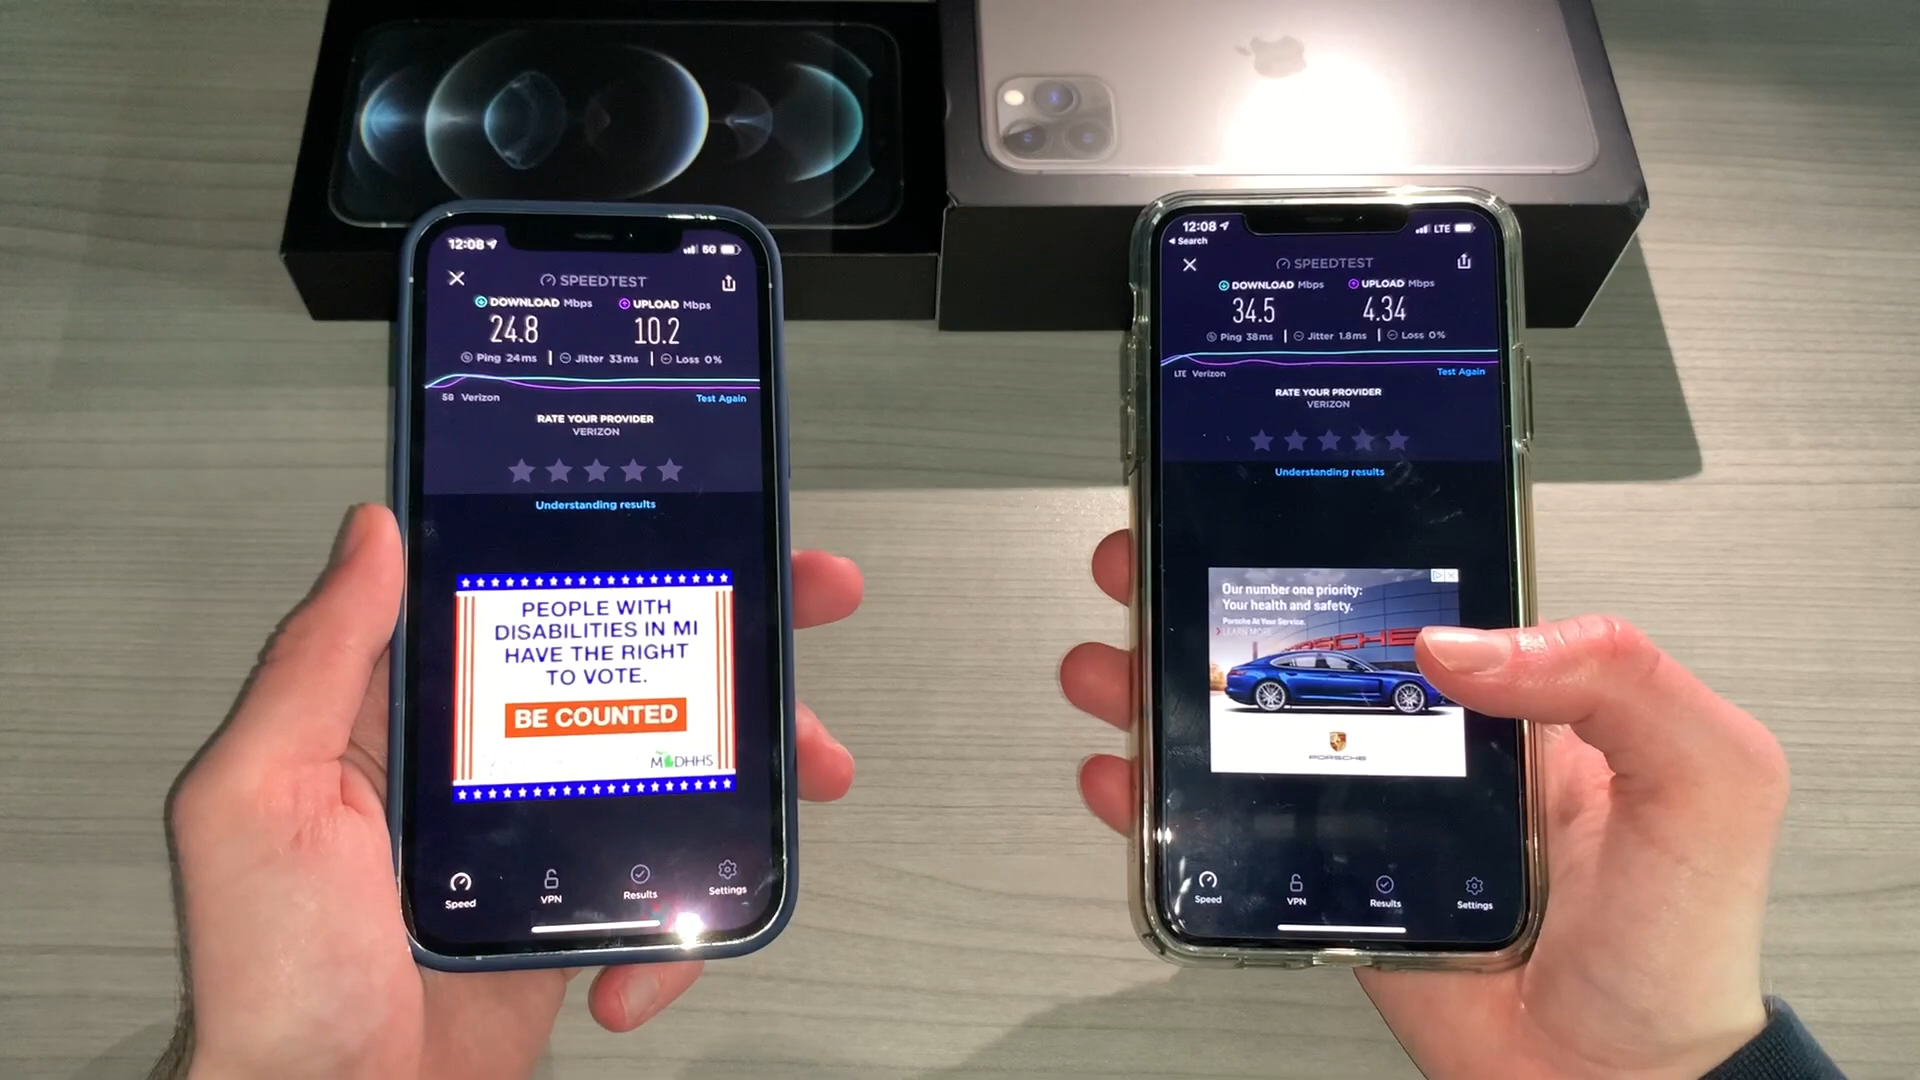 12:08
5G
SPEEDTEST
DOWNLOAD Mbps
UPLOAD Mbps
24.8
10.2
Ping 24ms
Jitter 33ms
Loss 0%
5G Verizon
Test Again
RATE YOUR PROVIDER
VERIZON
Understanding results
PEOPLE WITH
DISABILITIES IN MI
HAVE THE RIGHT
TO VOTE.
BE COUNTED
MDHHS
Speed
VPN
Results
Settings
12:08
LTE
Search
SPEEDTEST
DOWNLOAD Mbps
UPLOAD Mbps
34.5
4.34
Ping 38ms
Jitter 1.8ms
Loss 0%
LTE Verizon
Test Again
RATE YOUR PROVIDER
VERIZON
Understanding results
Our number one priority:
Your health and safety.
Porsche At Your Service.
LEARN MORE
PORSCHE
PORSCHE
Speed
VPN
Results
Settings